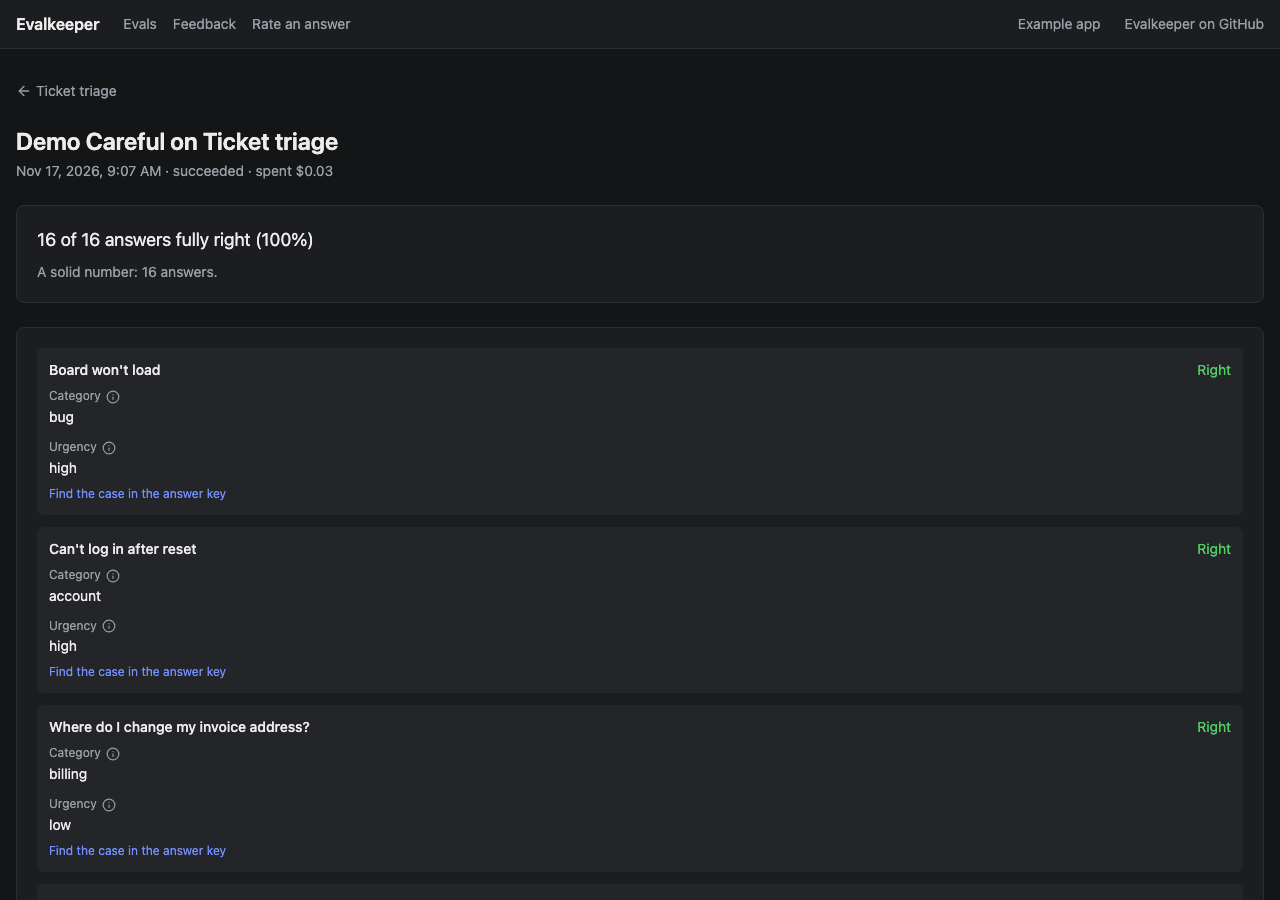 Evalkeeper Evals Feedback Rate an answer Example app Evalkeeper on GitHub
← Ticket triage
Demo Careful on Ticket triage
Nov 17, 2026, 9:07 AM · succeeded · spent $0.03
16 of 16 answers fully right (100%)
A solid number: 16 answers.
Board won't load Right
Category
bug
Urgency
high
Find the case in the answer key
Can't log in after reset Right
Category
account
Urgency
high
Find the case in the answer key
Where do I change my invoice address? Right
Category
billing
Urgency
low
Find the case in the answer key